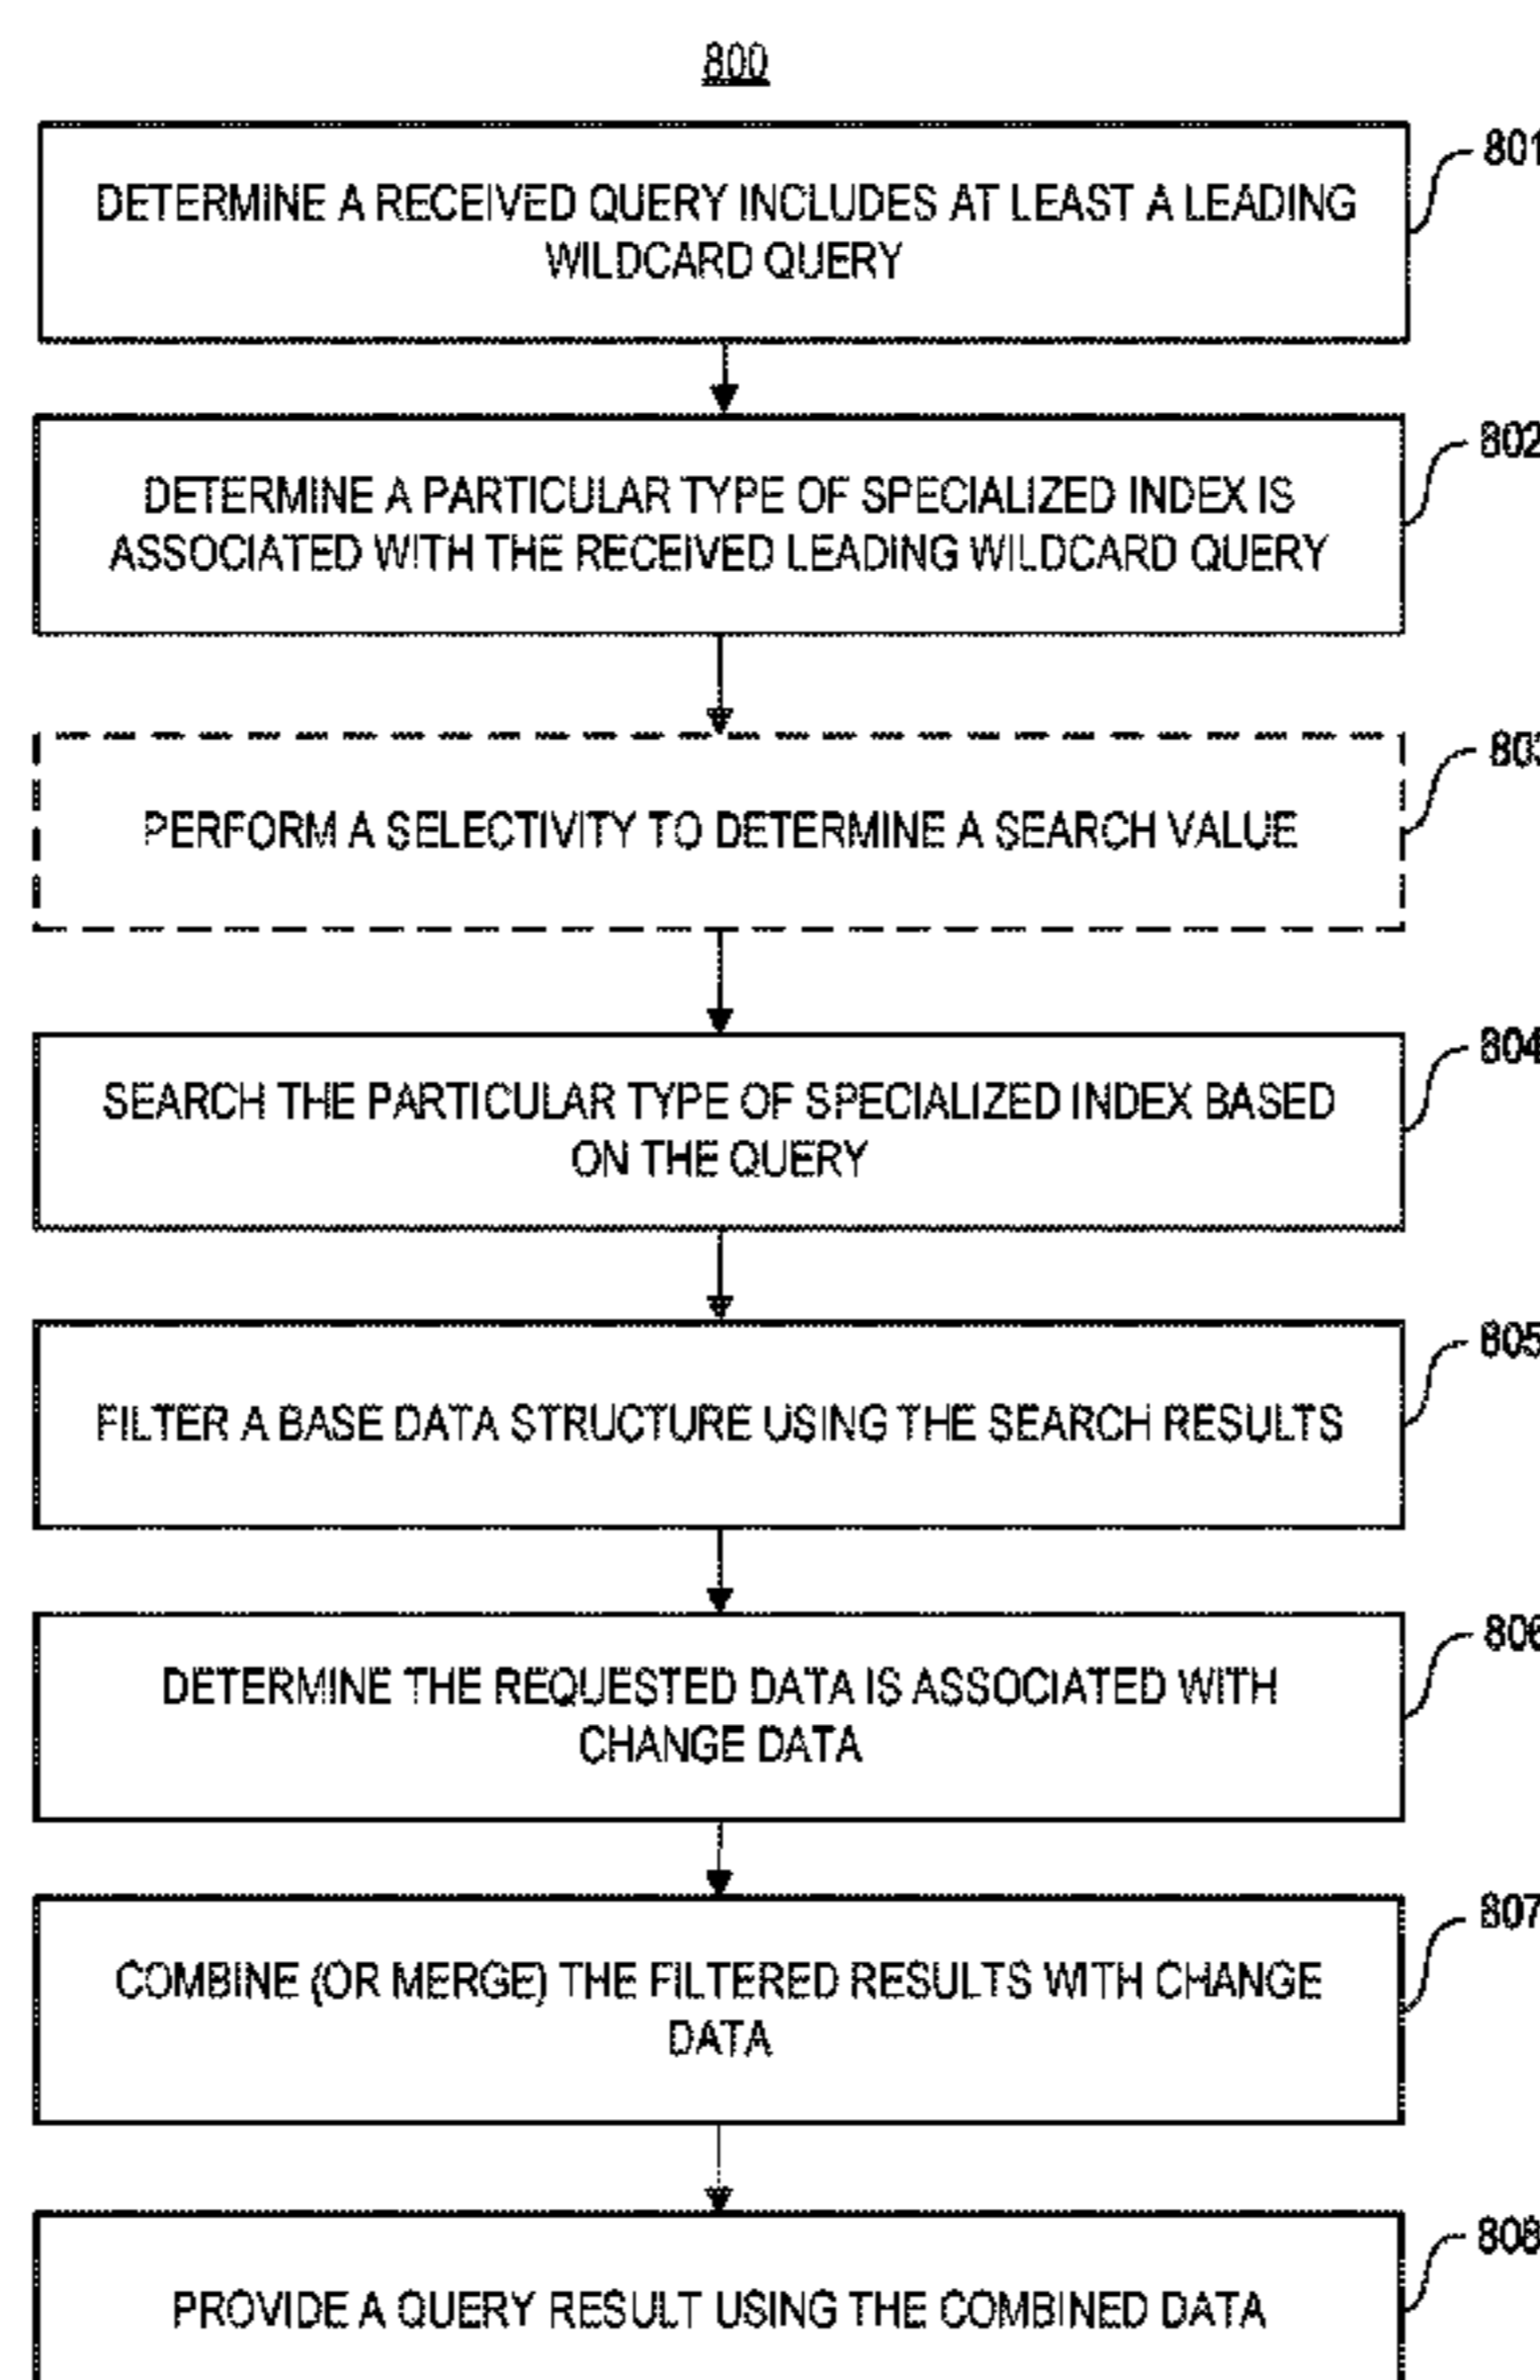 800
DETERMINE A RECEIVED QUERY INCLUDES AT LEAST A LEADING
WILDCARD QUERY
801
DETERMINE A PARTICULAR TYPE OF SPECIALIZED INDEX IS
ASSOCIATED WITH THE RECEIVED LEADING WILDCARD QUERY
802
PERFORM A SELECTIVITY TO DETERMINE A SEARCH VALUE
803
SEARCH THE PARTICULAR TYPE OF SPECIALIZED INDEX BASED
ON THE QUERY
804
FILTER A BASE DATA STRUCTURE USING THE SEARCH RESULTS
805
DETERMINE THE REQUESTED DATA IS ASSOCIATED WITH
CHANGE DATA
806
COMBINE (OR MERGE) THE FILTERED RESULTS WITH CHANGE
DATA
807
PROVIDE A QUERY RESULT USING THE COMBINED DATA
808